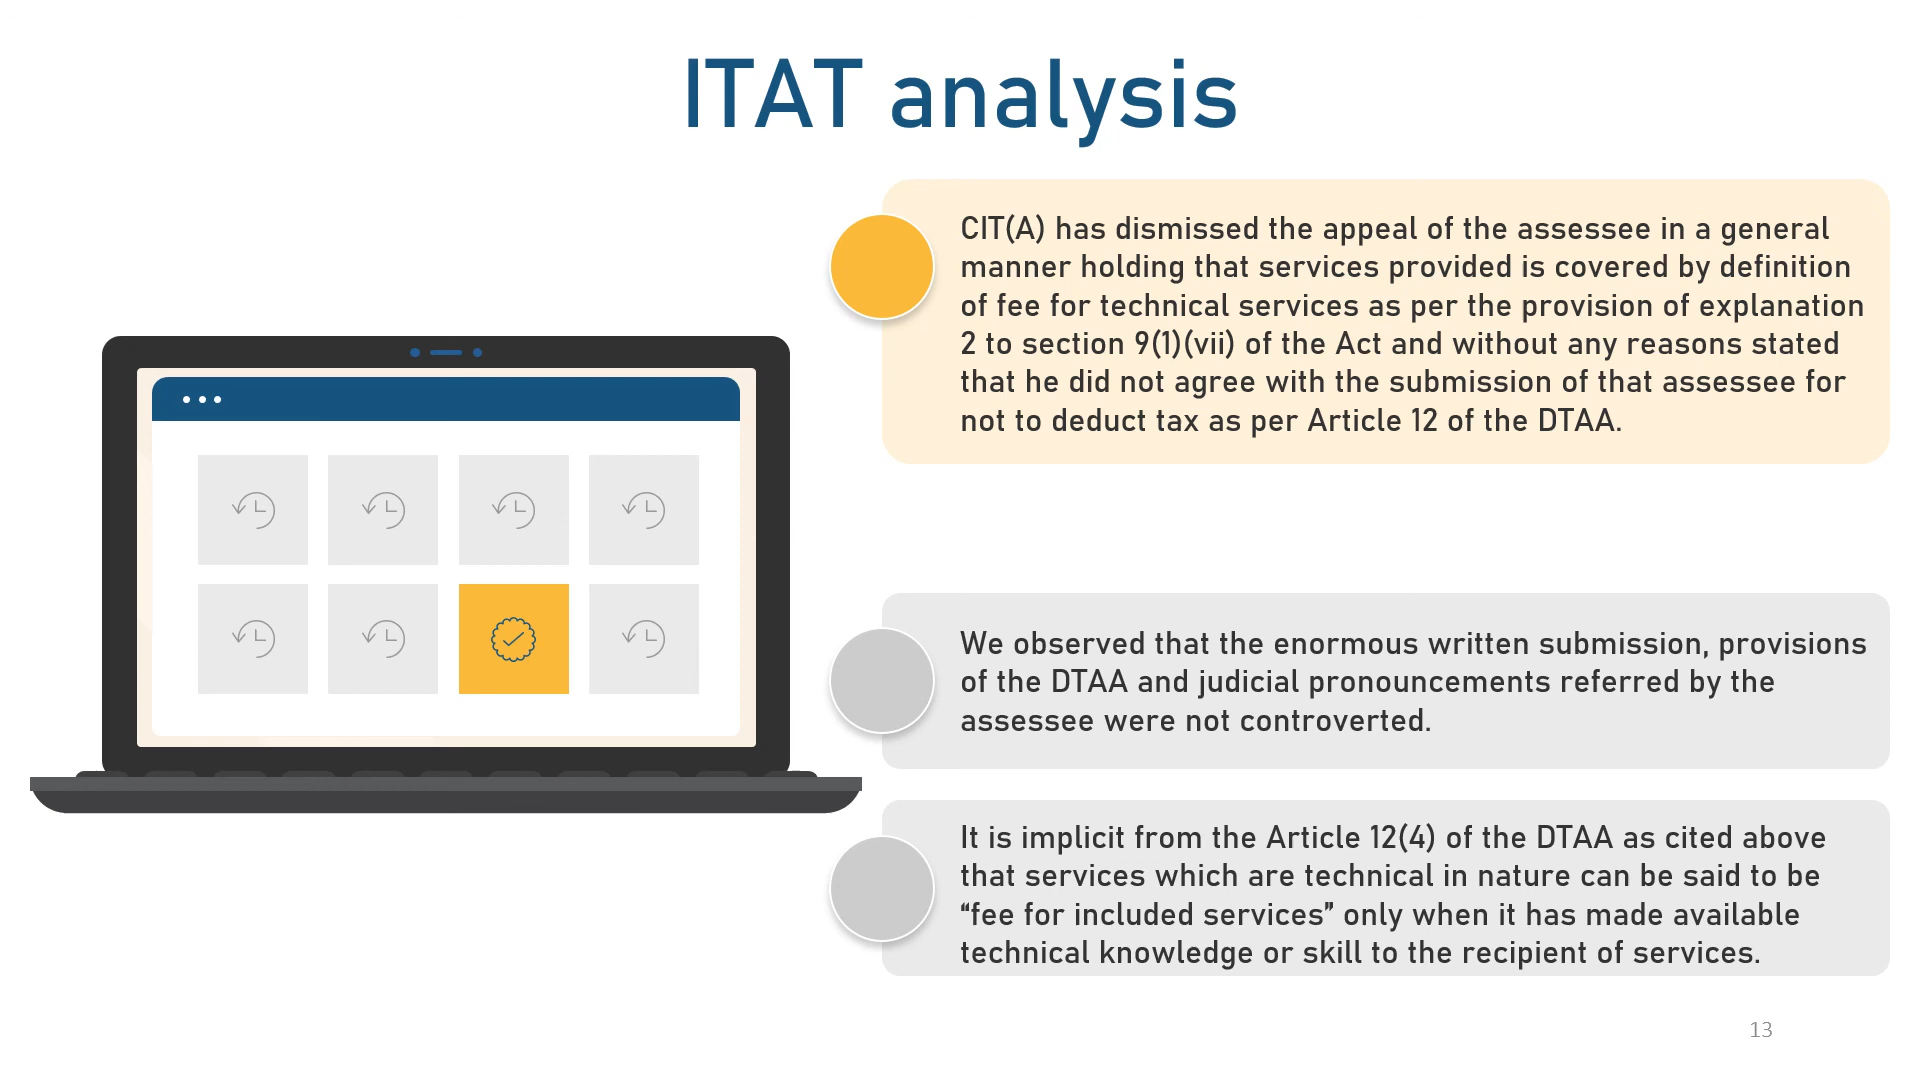 ITAT analysis
CIT(A) has dismissed the appeal of the assessee in a general
manner holding that services provided is covered by definition
of fee for technical services as per the provision of explanation
2 to section 9(1)(vii) of the Act and without any reasons stated
that he did not agree with the submission of that assessee for
not to deduct tax as per Article 12 of the DTAA.
We observed that the enormous written submission, provisions
of the DTAA and judicial pronouncements referred by the
assessee were not controverted.
It is implicit from the Article 12(4) of the DTAA as cited above
that services which are technical in nature can be said to be
“fee for included services” only when it has made available
technical knowledge or skill to the recipient of services.
13